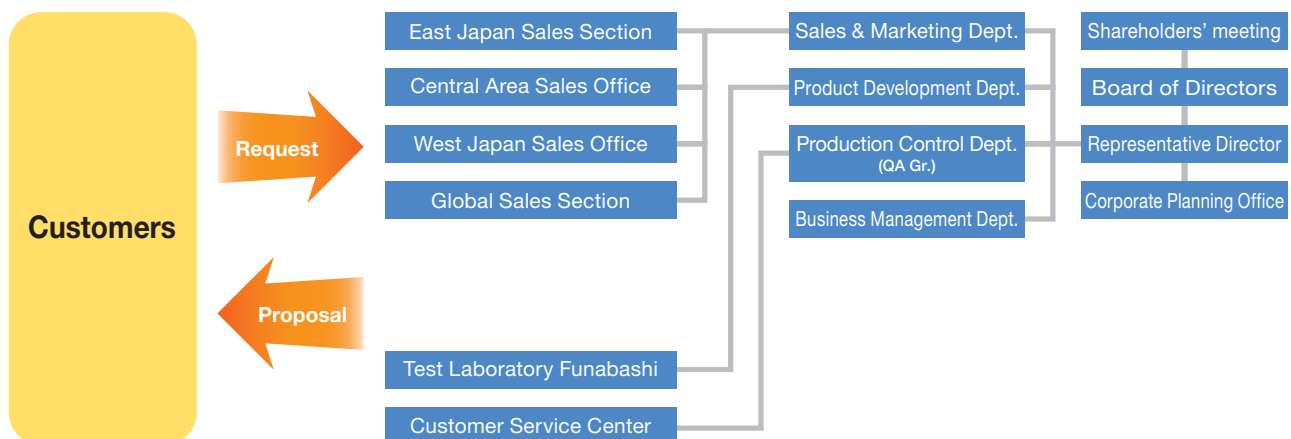 Customers
Request
Proposal
East Japan Sales Section
Central Area Sales Office
West Japan Sales Office
Global Sales Section
Test Laboratory Funabashi
Customer Service Center
Sales & Marketing Dept.
Product Development Dept.
Production Control Dept.
(QA Gr.)
Business Management Dept.
Shareholders’ meeting
Board of Directors
Representative Director
Corporate Planning Office